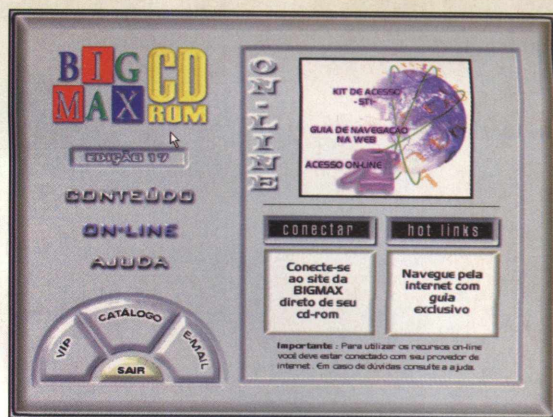 BIG CD
MAX ROM
EDIÇÃO 17
CONTEÚDO
ON-LINE
AJUDA
VIP
CATÁLOGO
E-MAIL
SAIR
ON-LINE
KIT DE ACESSO
- STI -
GUIA DE NAVEGAÇÃO
NA WEB
ACESSO ON-LINE
conectar
Conecte-se
ao site da
BIGMAX
direto de seu
cd-rom
hot links
Navegue pela
internet com
guia
exclusivo
Importante : Para utilizar os recursos on-line
você deve estar conectado com seu provedor de
internet . Em caso de dúvidas consulte a ajuda.